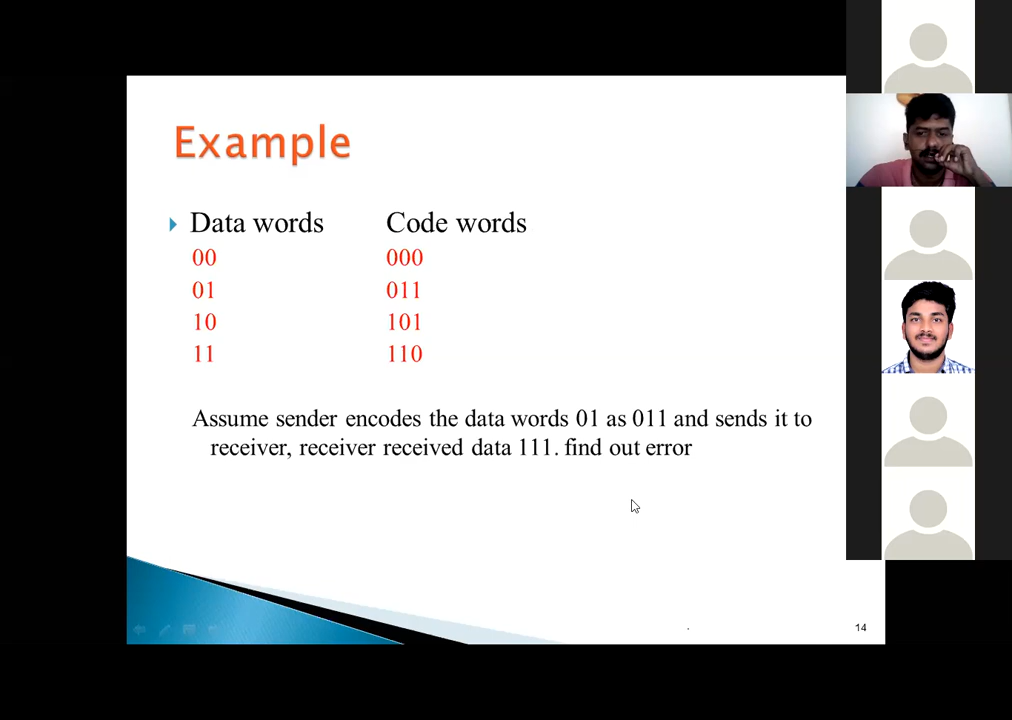 Example
Data words Code words
00 000
01 011
10 101
11 110
Assume sender encodes the data words 01 as 011 and sends it to
receiver, receiver received data 111. find out error
14